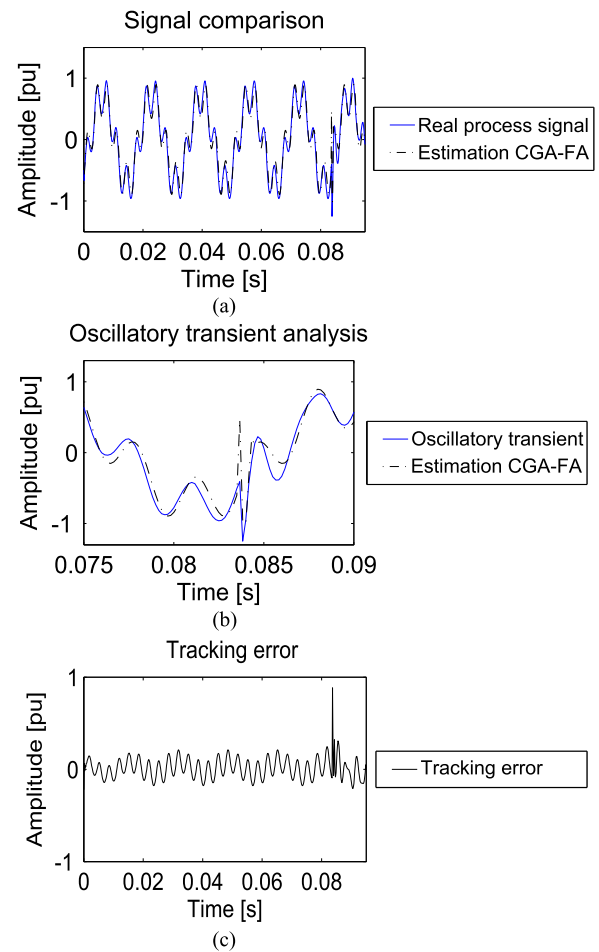 Signal comparison
Amplitude [pu]
1
0
-1
0 0.02 0.04 0.06 0.08
Time [s]
Real process signal
Estimation CGA-FA
(a)
Oscillatory transient analysis
Amplitude [pu]
1
0
-1
0.075 0.08 0.085 0.09
Time [s]
Oscillatory transient
Estimation CGA-FA
(b)
Tracking error
Amplitude [pu]
1
0
-1
0 0.02 0.04 0.06 0.08
Time [s]
Tracking error
(c)